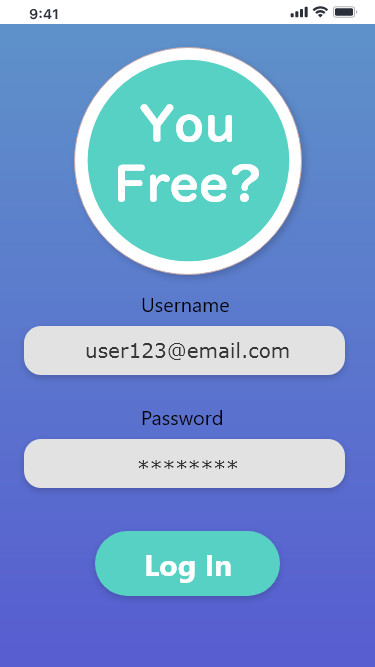 9:41
You
Free?
Username
user123@email.com
Password
********
Log In